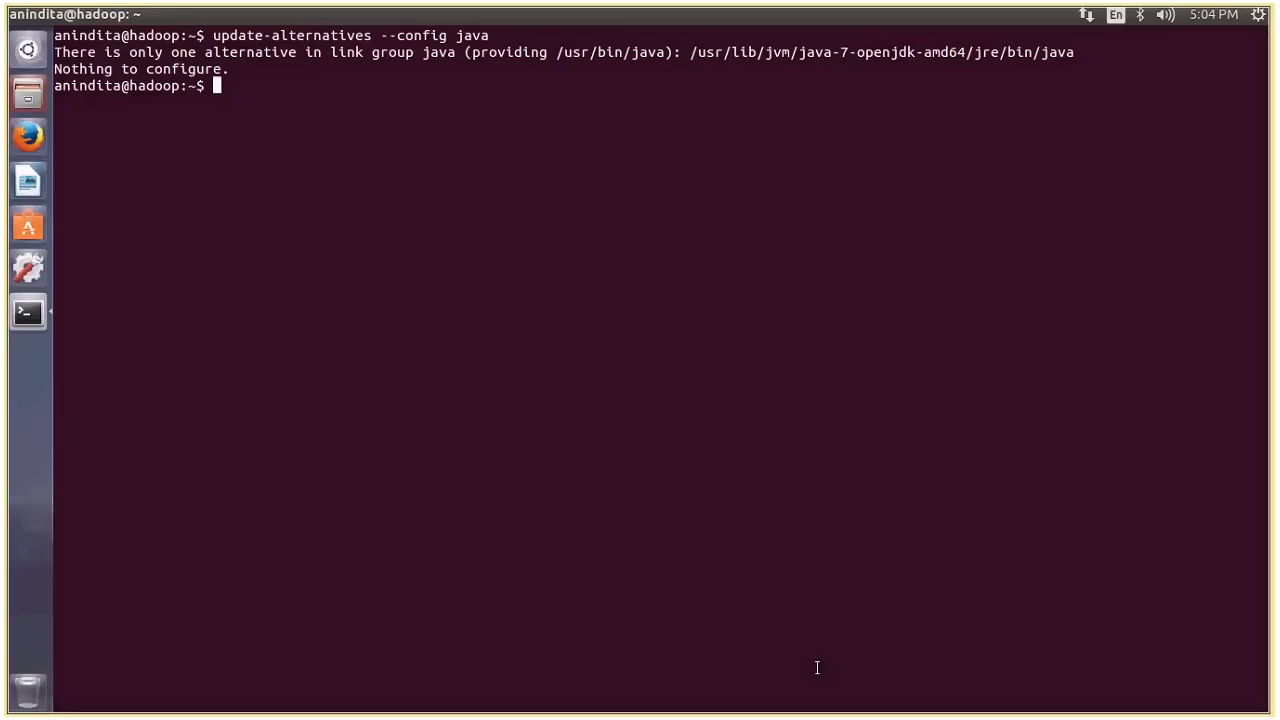 anindita@hadoop: ~
En
5:04 PM
anindita@hadoop:~$ update-alternatives --config java
There is only one alternative in link group java (providing /usr/bin/java): /usr/lib/jvm/java-7-openjdk-amd64/jre/bin/java
Nothing to configure.
anindita@hadoop:~$